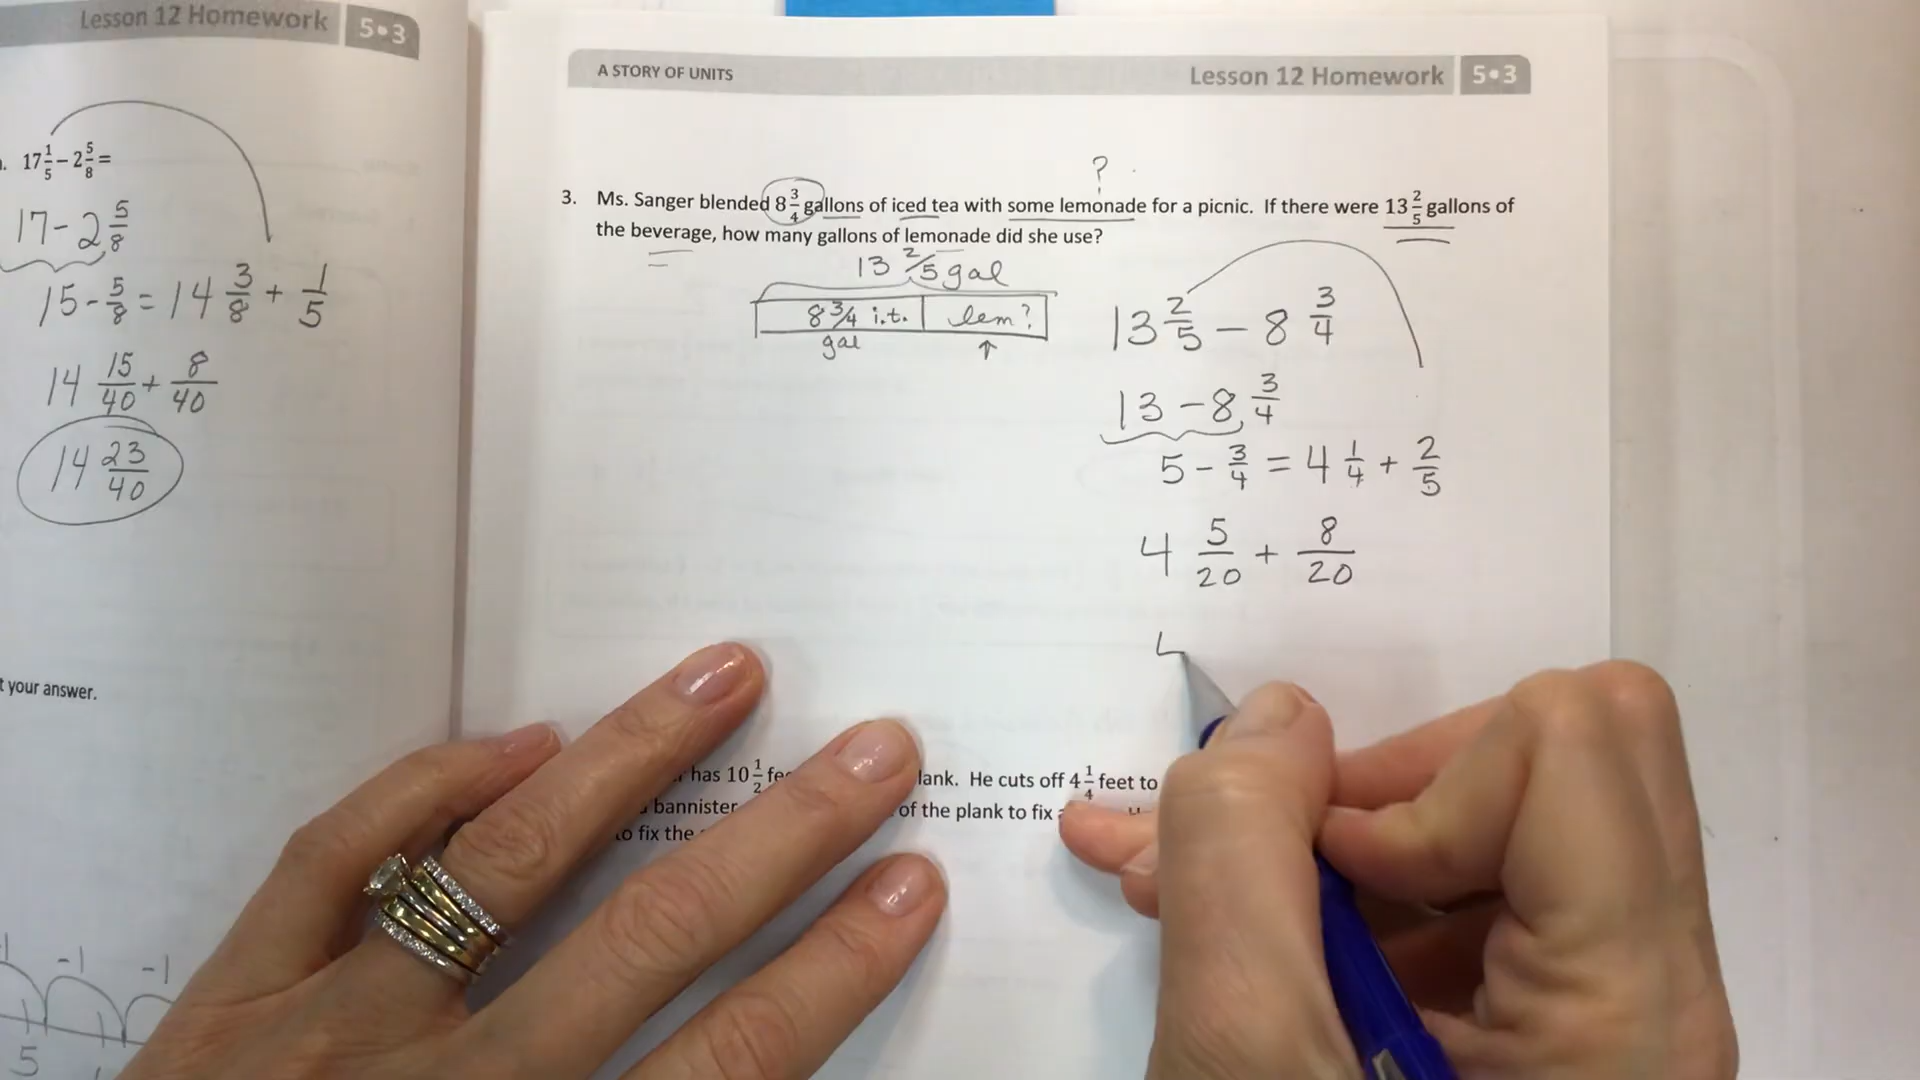 Lesson 12 Homework 5•3
17 1/5 – 2 5/8 =
17 - 2 5/8
15 - 5/8 = 14 3/8 + 1/5
14 15/40 + 8/40
14 23/40
t your answer.
-1 -1
5
A STORY OF UNITS Lesson 12 Homework 5•3
?
3. Ms. Sanger blended 8 3/4 gallons of iced tea with some lemonade for a picnic. If there were 13 2/5 gallons of
the beverage, how many gallons of lemonade did she use?
13 2/5 gal
8 3/4 i.t. lem?
gal
13 2/5 - 8 3/4
13 - 8 3/4
5 - 3/4 = 4 1/4 + 2/5
4 5/20 + 8/20
4
has 10 1/2 lank. He cuts off 4 1/4 feet to
bannister of the plank to fix
to fix the